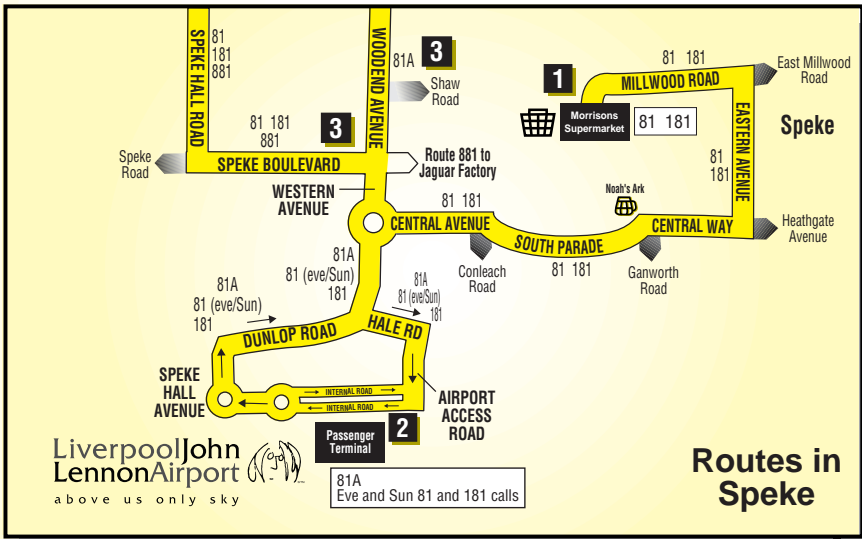 SPEKE HALL ROAD
81
181
881
WOODEND AVENUE
81A
3
Shaw
Road
81 181
881
3
Speke
Road
SPEKE BOULEVARD
Route 881 to
Jaguar Factory
WESTERN
AVENUE
1
81 181
MILLWOOD ROAD
East Millwood
Road
Morrisons
Supermarket
81 181
Speke
EASTERN AVENUE
81
181
Noah's Ark
81 181
CENTRAL AVENUE
SOUTH PARADE
CENTRAL WAY
Heathgate
Avenue
81 181
Conleach
Road
Ganworth
Road
81A
81 (eve/Sun)
181
81A
81 (eve/Sun)
181
81A
81 (eve/Sun)
181
DUNLOP ROAD
HALE RD
SPEKE
HALL
AVENUE
INTERNAL ROAD
INTERNAL ROAD
AIRPORT
ACCESS
ROAD
Passenger
Terminal
2
LiverpoolJohn
LennonAirport
above us only sky
81A
Eve and Sun 81 and 181 calls
Routes in
Speke